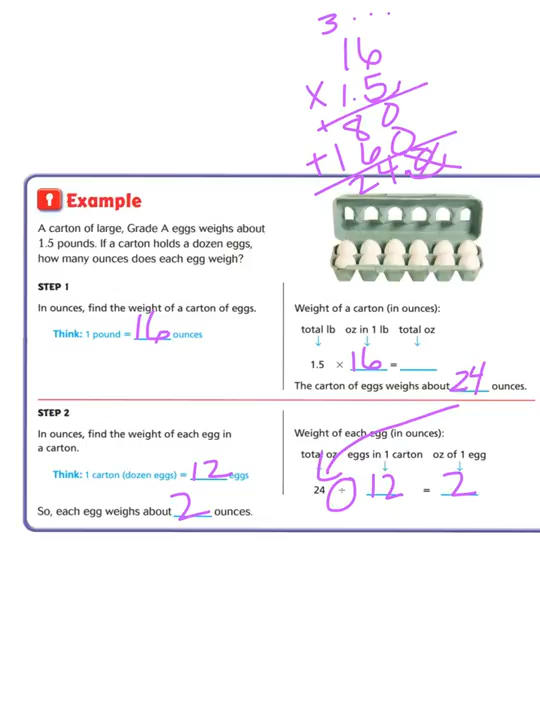 3
16
× 1.5
80
+ 160
24.0
Example
A carton of large, Grade A eggs weighs about
1.5 pounds. If a carton holds a dozen eggs,
how many ounces does each egg weigh?
STEP 1
In ounces, find the weight of a carton of eggs.
Think: 1 pound = 16 ounces
Weight of a carton (in ounces):
total lb oz in 1 lb total oz
1.5 × 16 =
The carton of eggs weighs about 24 ounces.
STEP 2
In ounces, find the weight of each egg in
a carton.
Think: 1 carton (dozen eggs) = 12 eggs
So, each egg weighs about 2 ounces.
Weight of each egg (in ounces):
total oz eggs in 1 carton oz of 1 egg
24 ÷ 12 = 2